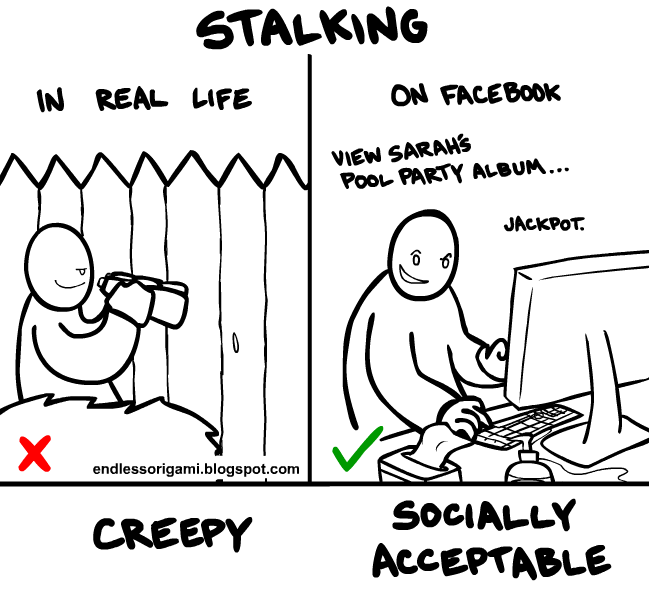 STALKING
IN REAL LIFE
endlessorigami.blogspot.com
CREEPY
ON FACEBOOK
VIEW SARAH'S
POOL PARTY ALBUM...
JACKPOT.
SOCIALLY
ACCEPTABLE